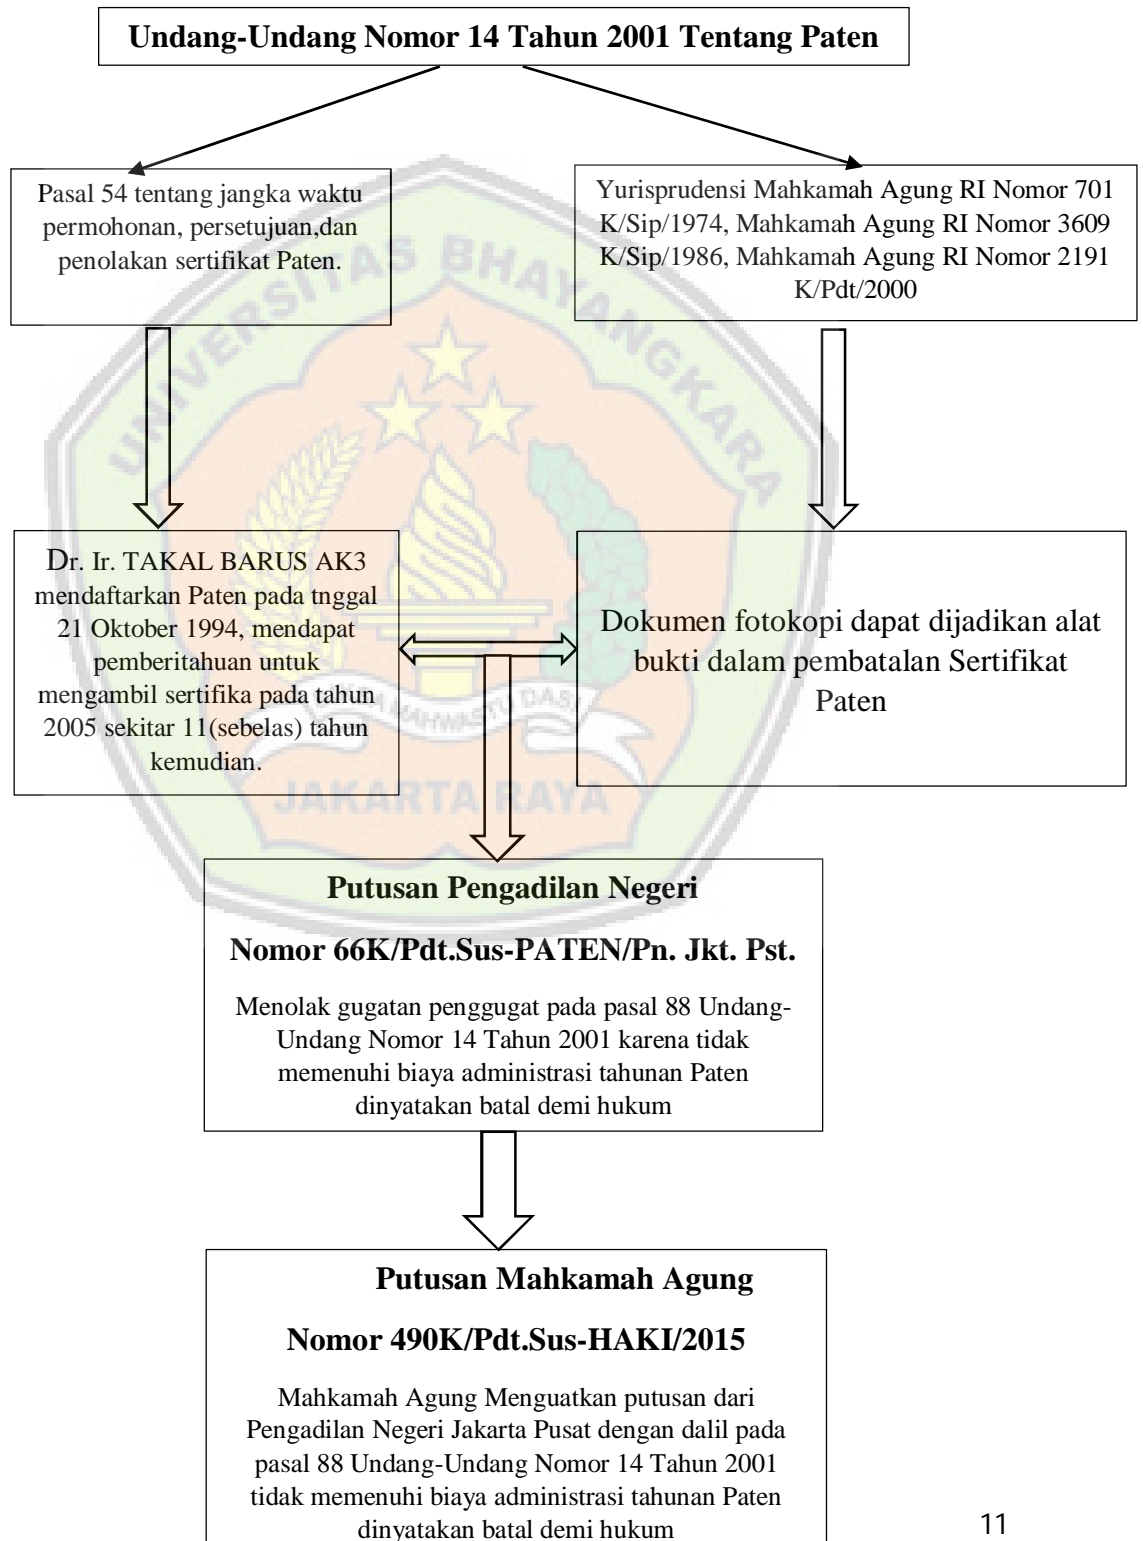 Undang-Undang Nomor 14 Tahun 2001 Tentang Paten
Pasal 54 tentang jangka waktu
permohonan, persetujuan,dan
penolakan sertifikat Paten.
Yurisprudensi Mahkamah Agung RI Nomor 701
K/Sip/1974, Mahkamah Agung RI Nomor 3609
K/Sip/1986, Mahkamah Agung RI Nomor 2191
K/Pdt/2000
UNIVERSITAS BHAYANGKARA
Dr. Ir. TAKAL BARUS AK3
mendaftarkan Paten pada tnggal
21 Oktober 1994, mendapat
pemberitahuan untuk
mengambil sertifika pada tahun
2005 sekitar 11(sebelas) tahun
kemudian.
Dokumen fotokopi dapat dijadikan alat
bukti dalam pembatalan Sertifikat
Paten
MAHWASTU DASI
JAKARTA RAYA
Putusan Pengadilan Negeri
Nomor 66K/Pdt.Sus-PATEN/Pn. Jkt. Pst.
Menolak gugatan penggugat pada pasal 88 Undang-
Undang Nomor 14 Tahun 2001 karena tidak
memenuhi biaya administrasi tahunan Paten
dinyatakan batal demi hukum
Putusan Mahkamah Agung
Nomor 490K/Pdt.Sus-HAKI/2015
Mahkamah Agung Menguatkan putusan dari
Pengadilan Negeri Jakarta Pusat dengan dalil pada
pasal 88 Undang-Undang Nomor 14 Tahun 2001
tidak memenuhi biaya administrasi tahunan Paten
dinyatakan batal demi hukum
11